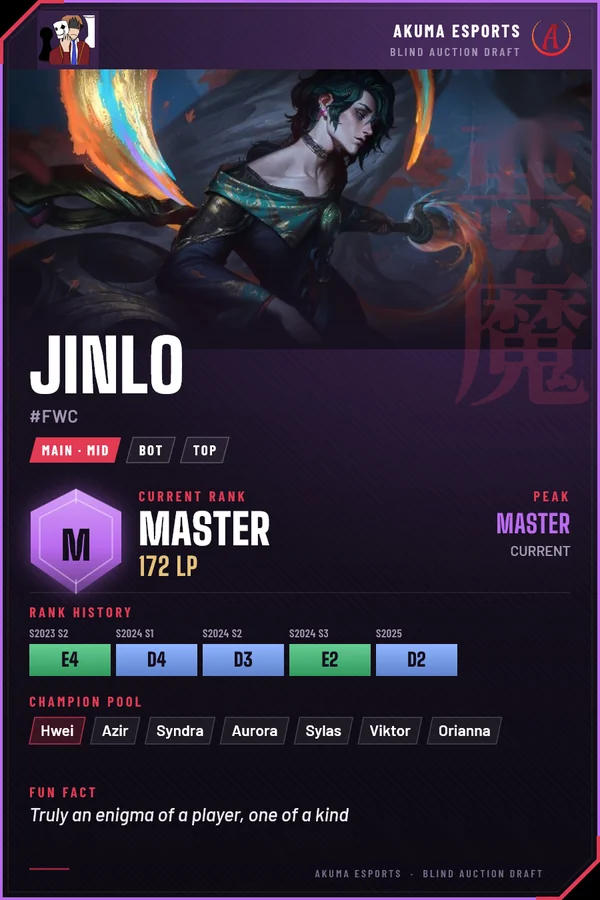 AKUMA ESPORTS
BLIND AUCTION DRAFT
A
悪
魔
JINLO
#FWC
MAIN · MID BOT TOP
M
CURRENT RANK
MASTER
172 LP
PEAK
MASTER
CURRENT
RANK HISTORY
S2023 S2 S2024 S1 S2024 S2 S2024 S3 S2025
E4 D4 D3 E2 D2
CHAMPION POOL
Hwei Azir Syndra Aurora Sylas Viktor Orianna
FUN FACT
Truly an enigma of a player, one of a kind
AKUMA ESPORTS · BLIND AUCTION DRAFT